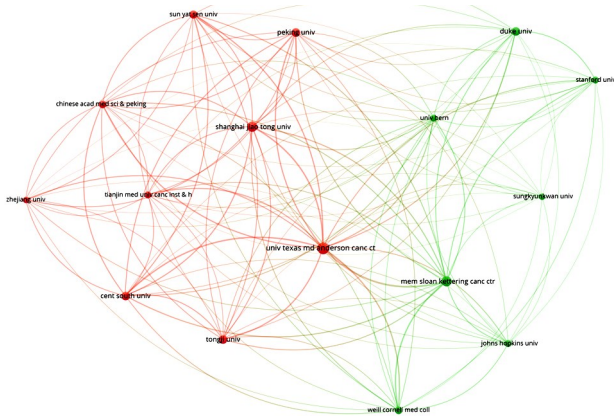 sun yat sen univ
peking univ
duke univ
stanford univ
chinese acad med sci & peking
shanghai jiao tong univ
univ bern
zhejiang univ
tianjin med univ canc inst & h
sungkyunkwan univ
univ texas md anderson canc ct
mem sloan kettering canc ctr
cent south univ
tongji univ
johns hopkins univ
weill cornell med coll